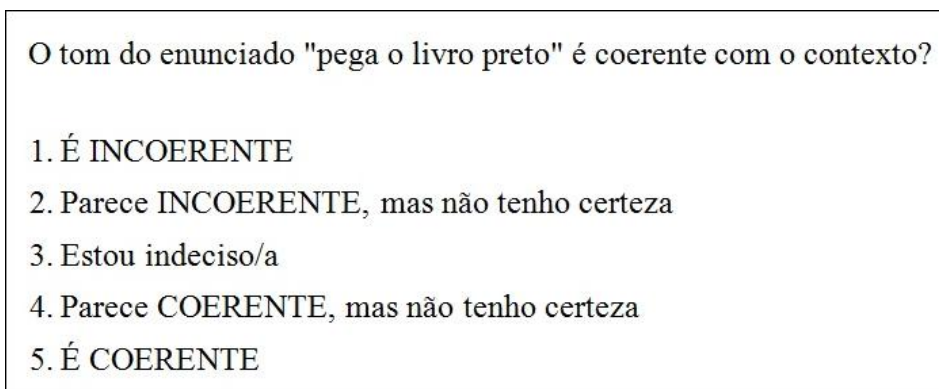 O tom do enunciado "pega o livro preto" é coerente com o contexto?
1. É INCOERENTE
2. Parece INCOERENTE, mas não tenho certeza
3. Estou indeciso/a
4. Parece COERENTE, mas não tenho certeza
5. É COERENTE